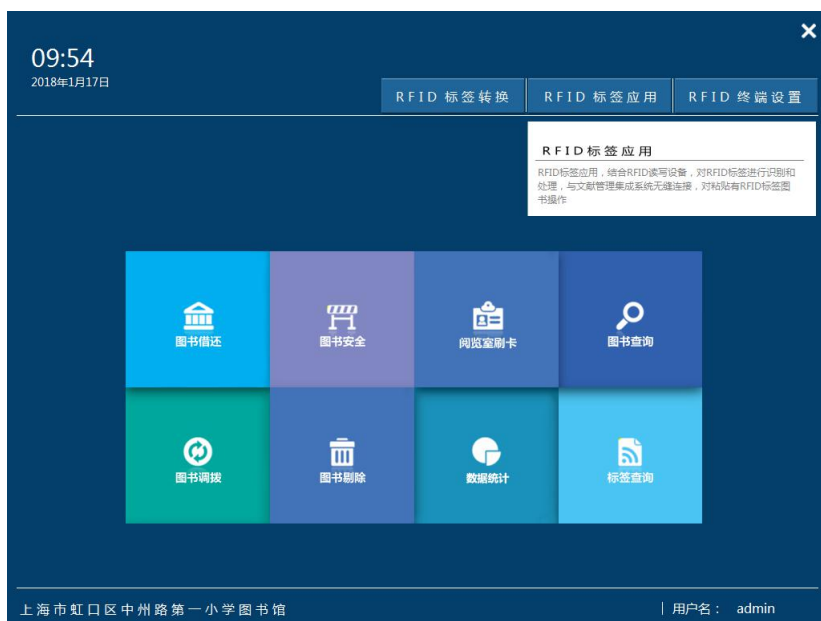 09:54
2018年1月17日
RFID 标签转换
RFID 标签应用
RFID 终端设置
RFID标签应用
RFID标签应用，结合RFID读写设备，对RFID标签进行识别和
处理，与文献管理集成系统无缝连接，对粘贴有RFID标签图
书操作
图书借还
图书安全
阅览室刷卡
图书查询
图书调拨
图书剔除
数据统计
标签查询
上海市虹口区中州路第一小学图书馆
用户名： admin